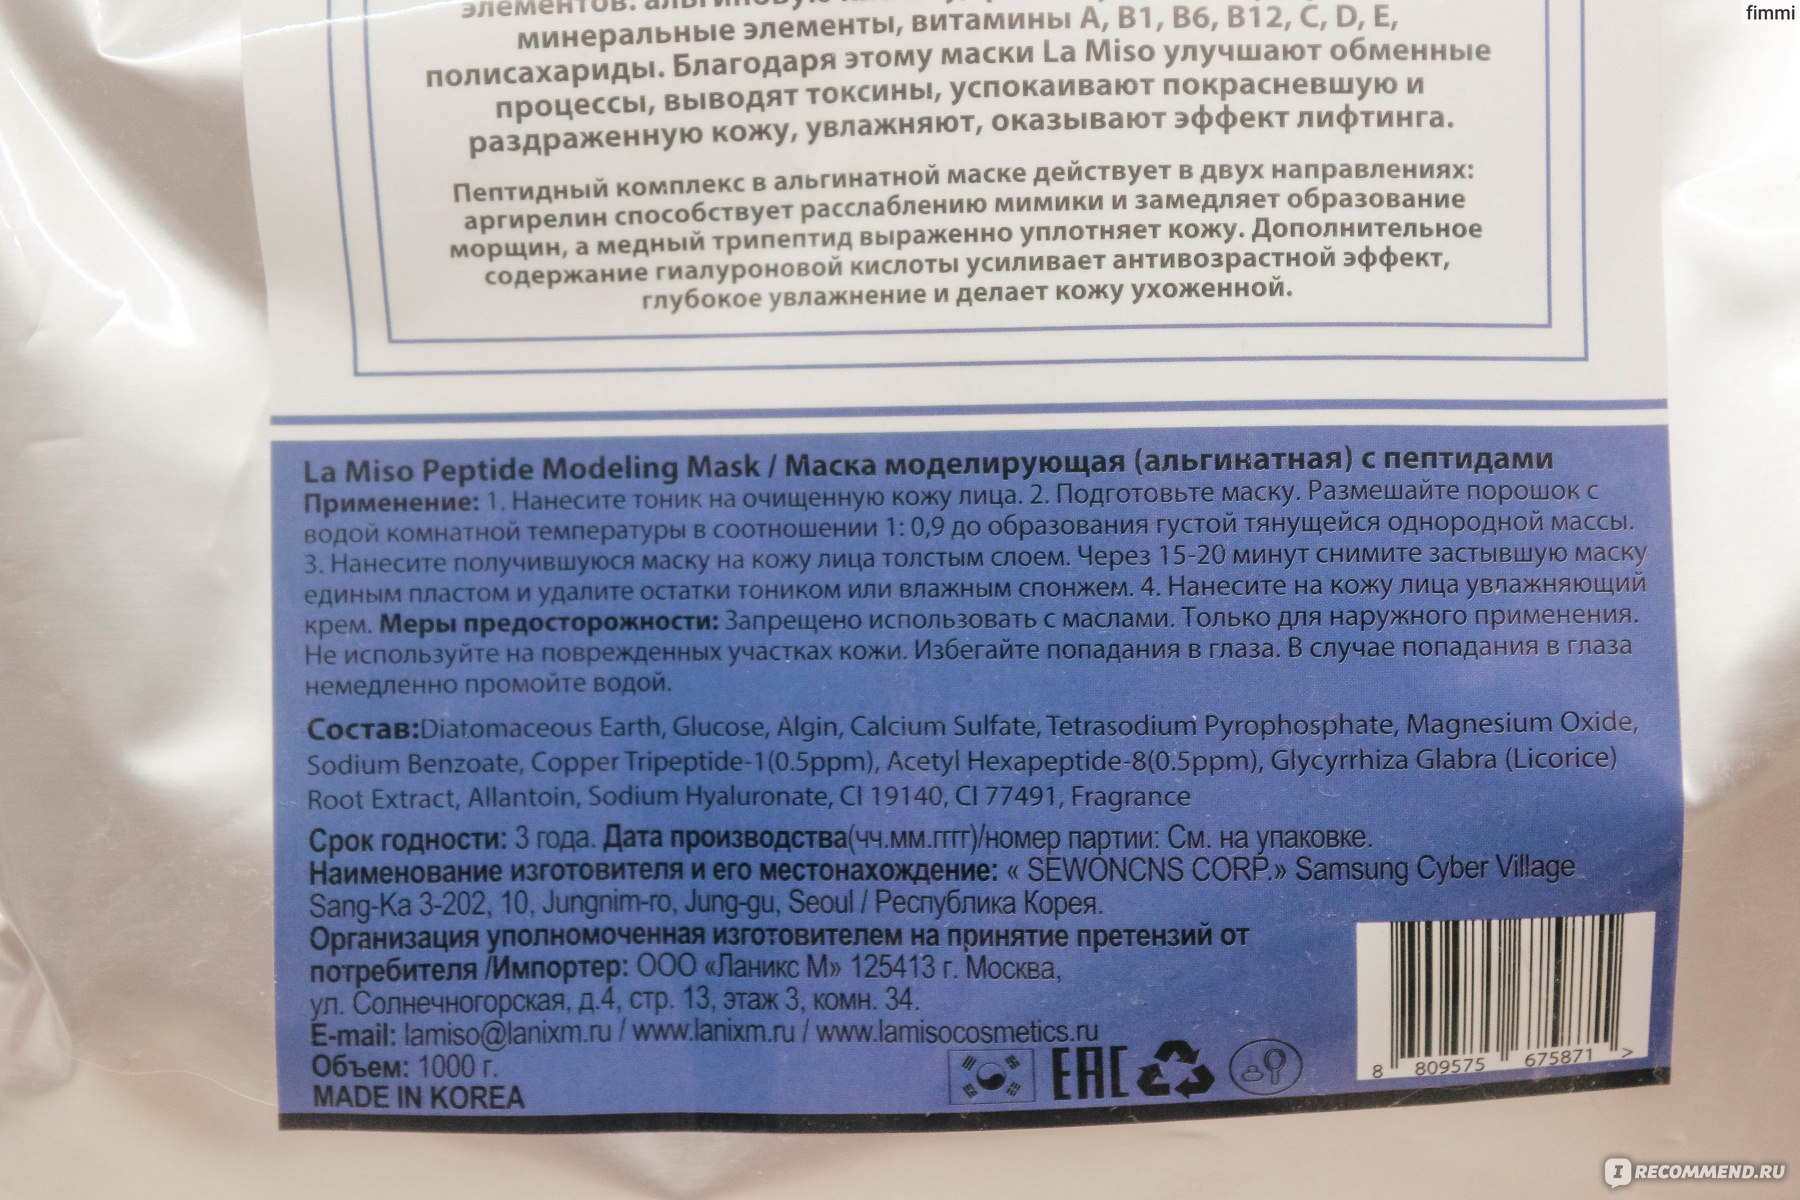 fimmi
элементов:
минеральные элементы, витамины А, В1, В6, В12, С, D, Е,
полисахариды. Благодаря этому маски La Miso улучшают обменные
процессы, выводят токсины, успокаивают покрасневшую и
раздраженную кожу, увлажняют, оказывают эффект лифтинга.
Пептидный комплекс в альгинатной маске действует в двух направлениях:
аргирелин способствует расслаблению мимики и замедляет образование
морщин, а медный трипептид выраженно уплотняет кожу. Дополнительное
содержание гиалуроновой кислоты усиливает антивозрастной эффект,
глубокое увлажнение и делает кожу ухоженной.
La Miso Peptide Modeling Mask / Маска моделирующая (альгинатная) с пептидами
Применение: 1. Нанесите тоник на очищенную кожу лица. 2. Подготовьте маску. Размешайте порошок с
водой комнатной температуры в соотношении 1: 0,9 до образования густой тянущейся однородной массы.
3. Нанесите получившуюся маску на кожу лица толстым слоем. Через 15-20 минут снимите застывшую маску
единым пластом и удалите остатки тоником или влажным спонжем. 4. Нанесите на кожу лица увлажняющий
крем. Меры предосторожности: Запрещено использовать с маслами. Только для наружного применения.
Не используйте на поврежденных участках кожи. Избегайте попадания в глаза. В случае попадания в глаза
немедленно промойте водой.
Состав:Diatomaceous Earth, Glucose, Algin, Calcium Sulfate, Tetrasodium Pyrophosphate, Magnesium Oxide,
Sodium Benzoate, Copper Tripeptide-1(0.5ppm), Acetyl Hexapeptide-8(0.5ppm), Glycyrrhiza Glabra (Licorice)
Root Extract, Allantoin, Sodium Hyaluronate, CI 19140, CI 77491, Fragrance
Срок годности: 3 года. Дата производства(чч.мм.гггг)/номер партии: См. на упаковке.
Наименование изготовителя и его местонахождение: « SEWONCNS CORP.» Samsung Cyber Village
Sang-Ka 3-202, 10, Jungnim-ro, Jung-gu, Seoul / Республика Корея.
Организация уполномоченная изготовителем на принятие претензий от
потребителя /Импортер: ООО «Ланикс М» 125413 г. Москва,
ул. Солнечногорская, д.4, стр. 13, этаж 3, комн. 34.
E-mail: lamiso@lanixm.ru / www.lanixm.ru / www.lamisocosmetics.ru
Объем: 1000 г.
MADE IN KOREA
EAC
8 809575 675871 >
IRECOMMEND.RU